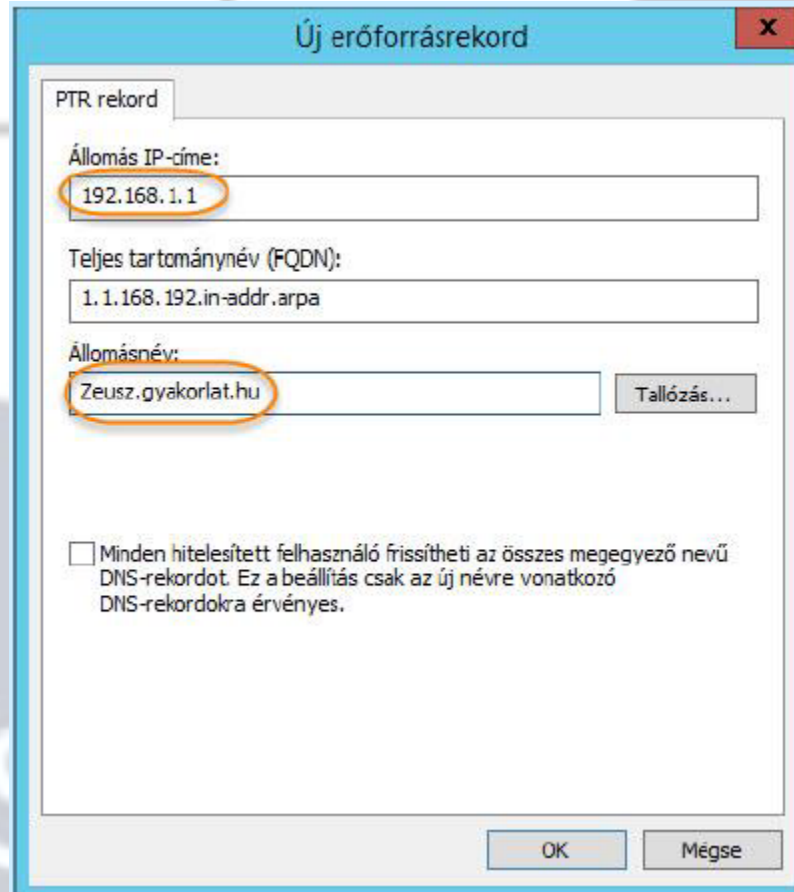 Új erőforrásrekord
x
PTR rekord
Állomás IP-címe:
192.168.1.1
Teljes tartománynév (FQDN):
1.1.168.192.in-addr.arpa
Állomásnév:
Zeusz.gyakorlat.hu
Tallózás...
Minden hitelesített felhasználó frissítheti az összes megegyező nevű
DNS-rekordot. Ez a beállítás csak az új névre vonatkozó
DNS-rekordokra érvényes.
OK
Mégse